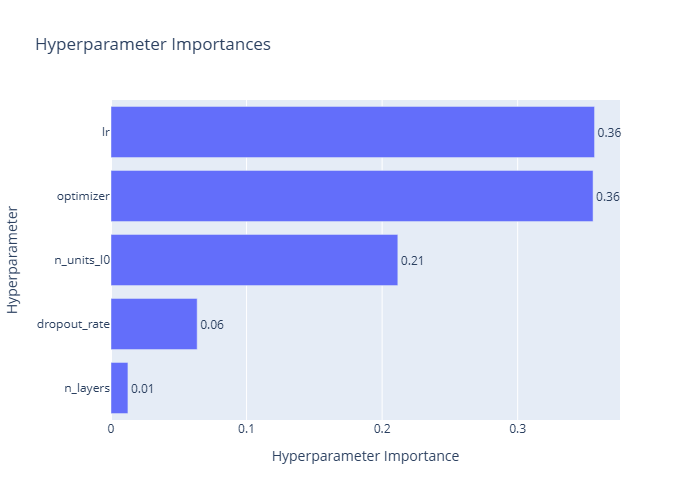 Hyperparameter Importances
Hyperparameter
lr
0.36
optimizer
0.36
n_units_l0
0.21
dropout_rate
0.06
n_layers
0.01
0
0.1
0.2
0.3
Hyperparameter Importance